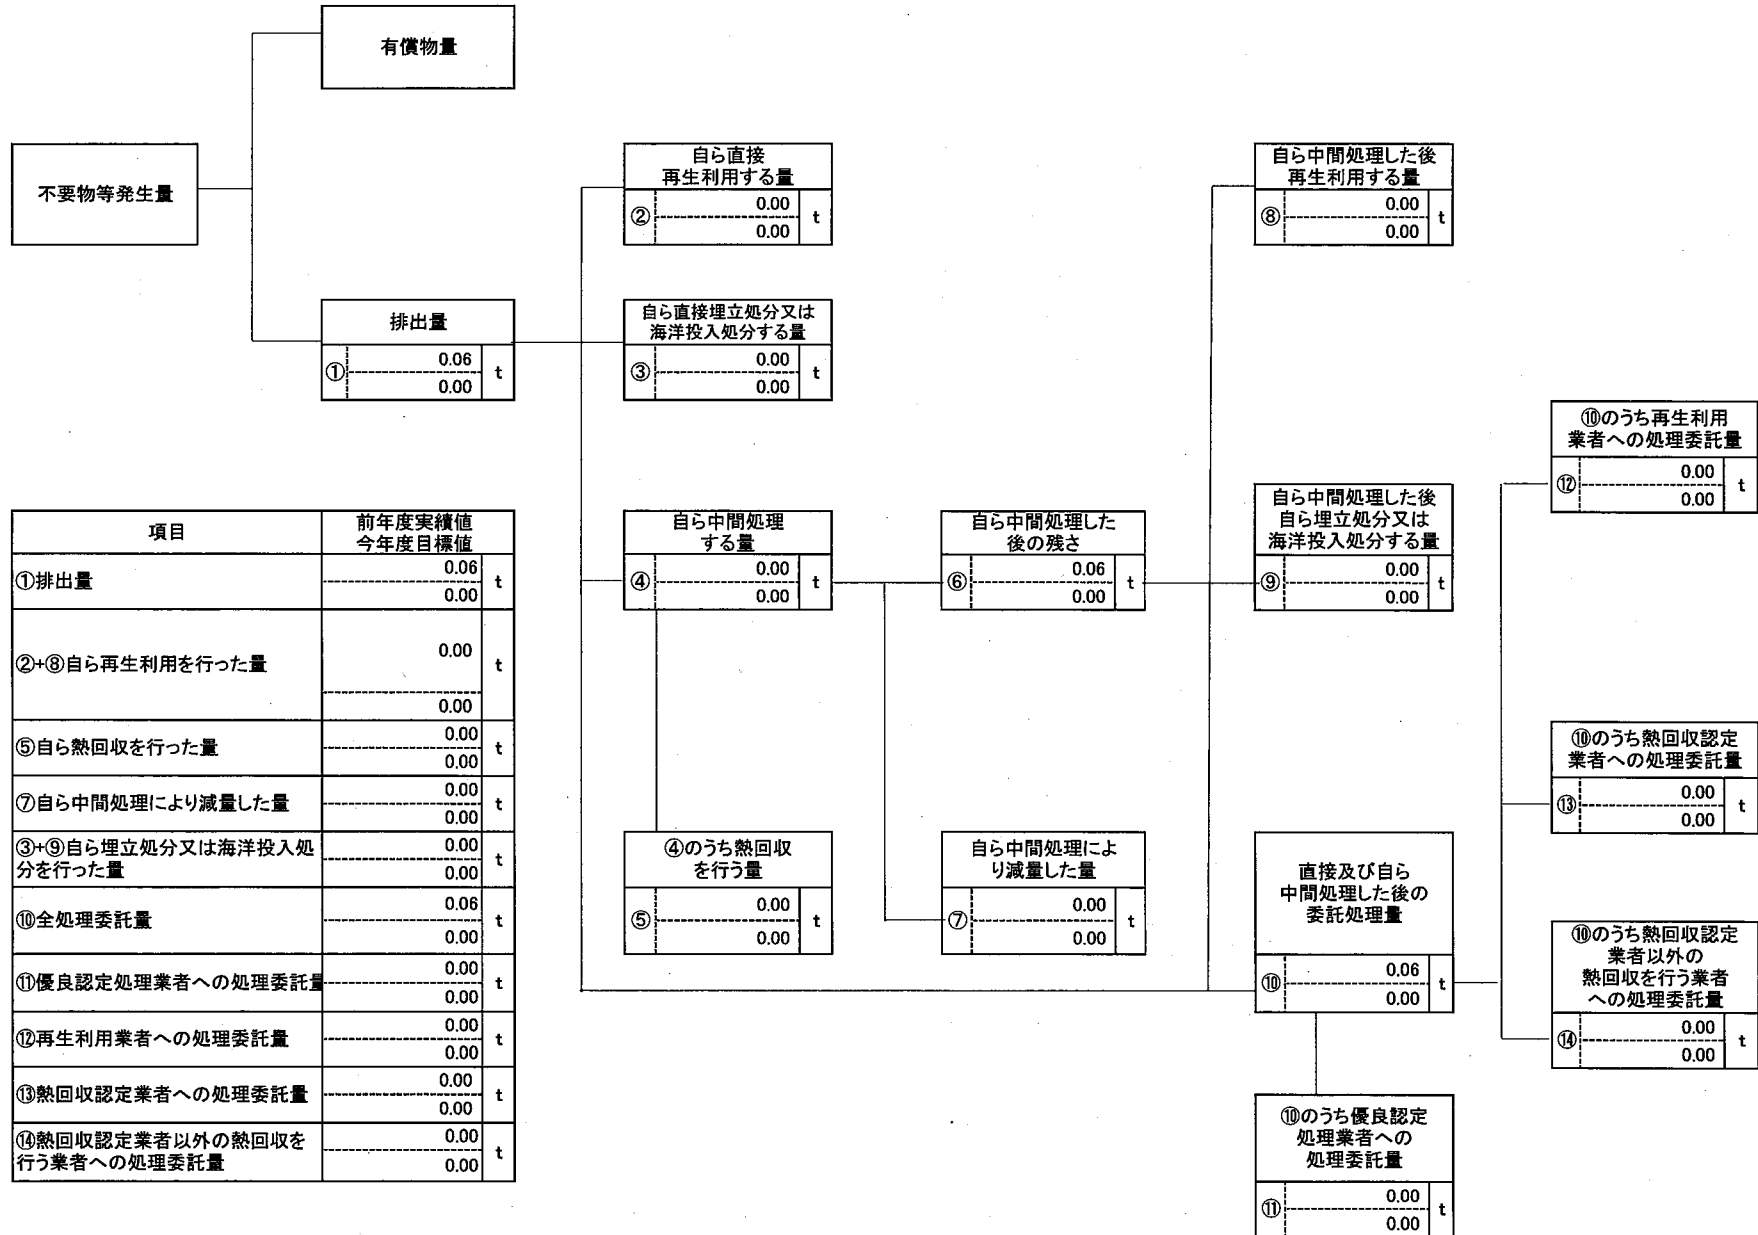 有償物量
不要物等発生量
排出量
①
0.06
0.00
t
自ら直接
再生利用する量
②
0.00
0.00
t
自ら直接埋立処分又は
海洋投入処分する量
③
0.00
0.00
t
自ら中間処理
する量
④
0.00
0.00
t
④のうち熱回収
を行う量
⑤
0.00
0.00
t
自ら中間処理した
後の残さ
⑥
0.06
0.00
t
自ら中間処理によ
り減量した量
⑦
0.00
0.00
t
自ら中間処理した後
再生利用する量
⑧
0.00
0.00
t
自ら中間処理した後
自ら埋立処分又は
海洋投入処分する量
⑨
0.00
0.00
t
直接及び自ら
中間処理した後の
委託処理量
⑩
0.06
0.00
t
⑩のうち優良認定
処理業者への
処理委託量
⑪
0.00
0.00
t
⑩のうち再生利用
業者への処理委託量
⑫
0.00
0.00
t
⑩のうち熱回収認定
業者への処理委託量
⑬
0.00
0.00
t
⑩のうち熱回収認定
業者以外の
熱回収を行う業者
への処理委託量
⑭
0.00
0.00
t
項目
前年度実績値
今年度目標値
①排出量
0.06
0.00
t
②+⑧自ら再生利用を行った量
0.00
0.00
t
⑤自ら熱回収を行った量
0.00
0.00
t
⑦自ら中間処理により減量した量
0.00
0.00
t
③+⑨自ら埋立処分又は海洋投入処
分を行った量
0.00
0.00
t
⑩全処理委託量
0.06
0.00
t
⑪優良認定処理業者への処理委託量
0.00
0.00
t
⑫再生利用業者への処理委託量
0.00
0.00
t
⑬熱回収認定業者への処理委託量
0.00
0.00
t
⑭熱回収認定業者以外の熱回収を
行う業者への処理委託量
0.00
0.00
t